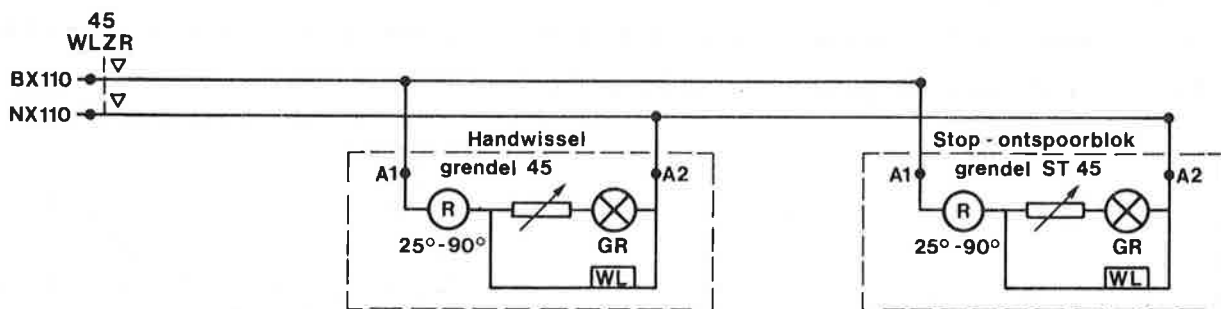 45
WLZR
BX110
NX110
Handwissel
grendel 45
A1
A2
R
25°-90°
GR
WL
Stop - ontspoorblok
grendel ST 45
A1
A2
R
25°-90°
GR
WL